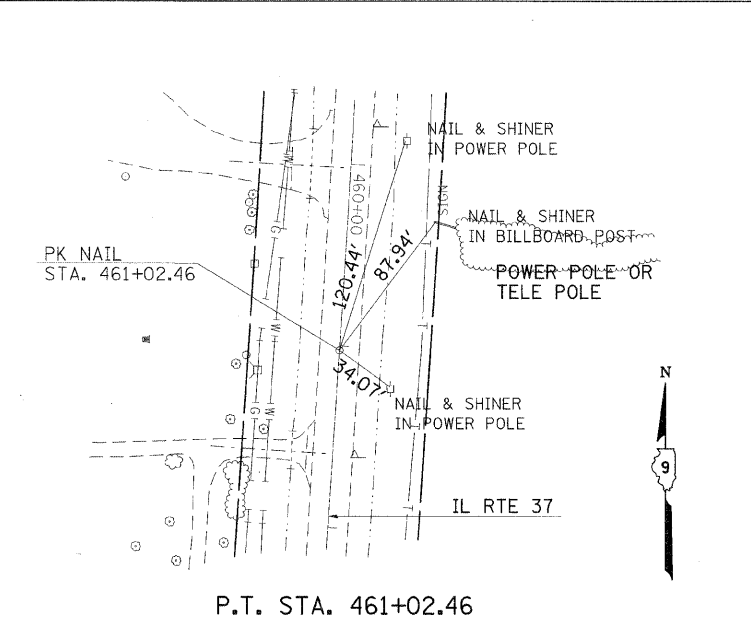 NAIL & SHINER
IN POWER POLE
460+00
SIGN
NAIL & SHINER
IN BILLBOARD POST
POWER POLE OR
TELE POLE
PK NAIL
STA. 461+02.46
120.44'
87.94'
34.07'
NAIL & SHINER
IN POWER POLE
W
G
W
W
G
T
T
T
T
N
9
IL RTE 37
P.T. STA. 461+02.46